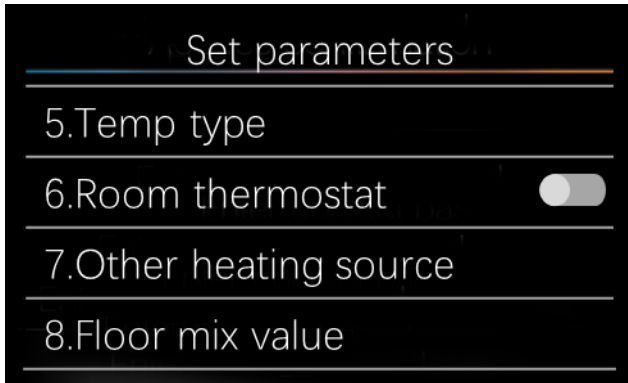 Set parameters
5.Temp type
6.Room thermostat
7.Other heating source
8.Floor mix value